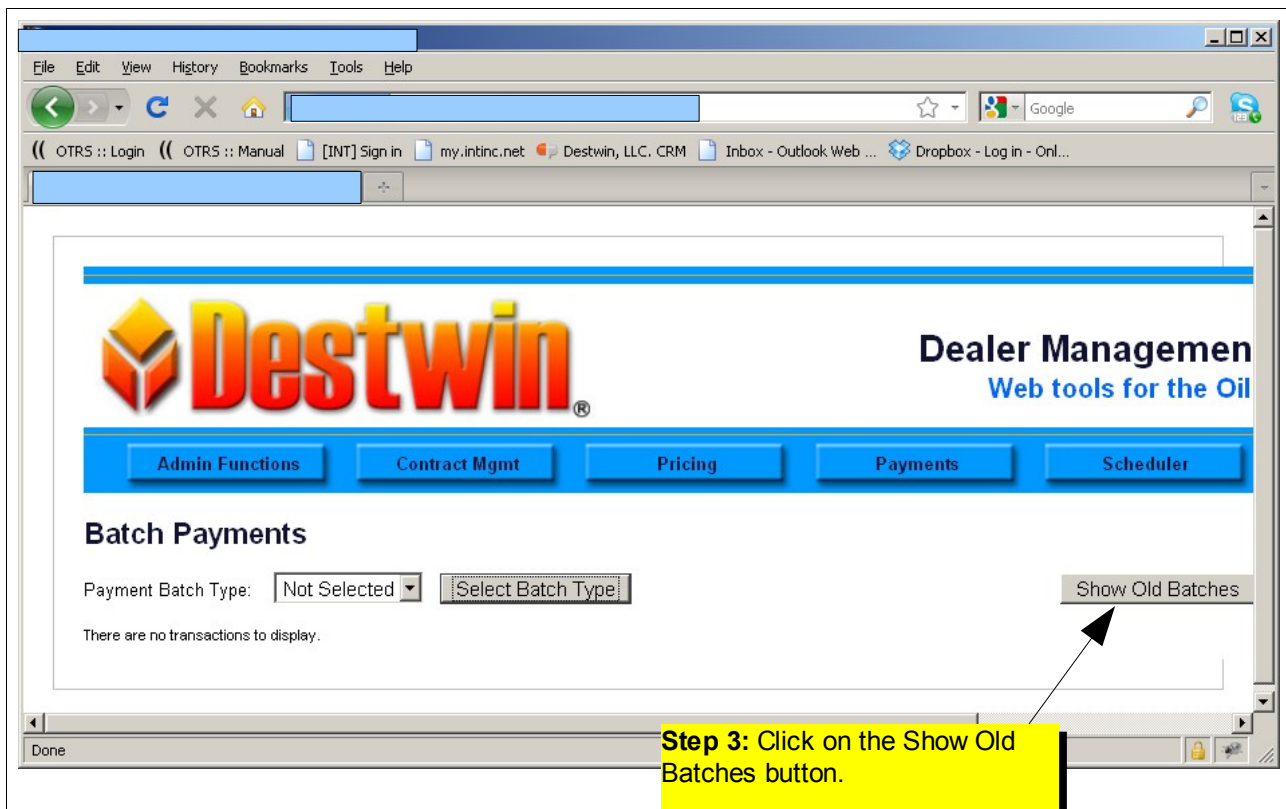 File Edit View History Bookmarks Tools Help
Google
OTRS :: Login OTRS :: Manual [INT] Sign in my.intinc.net Destwin, LLC. CRM Inbox - Outlook Web ... Dropbox - Log in - Onl...
Destwin®
Dealer Managemen
Web tools for the Oil
Admin Functions Contract Mgmt Pricing Payments Scheduler
Batch Payments
Payment Batch Type: Not Selected Select Batch Type Show Old Batches
There are no transactions to display.
Done
Step 3: Click on the Show Old
Batches button.